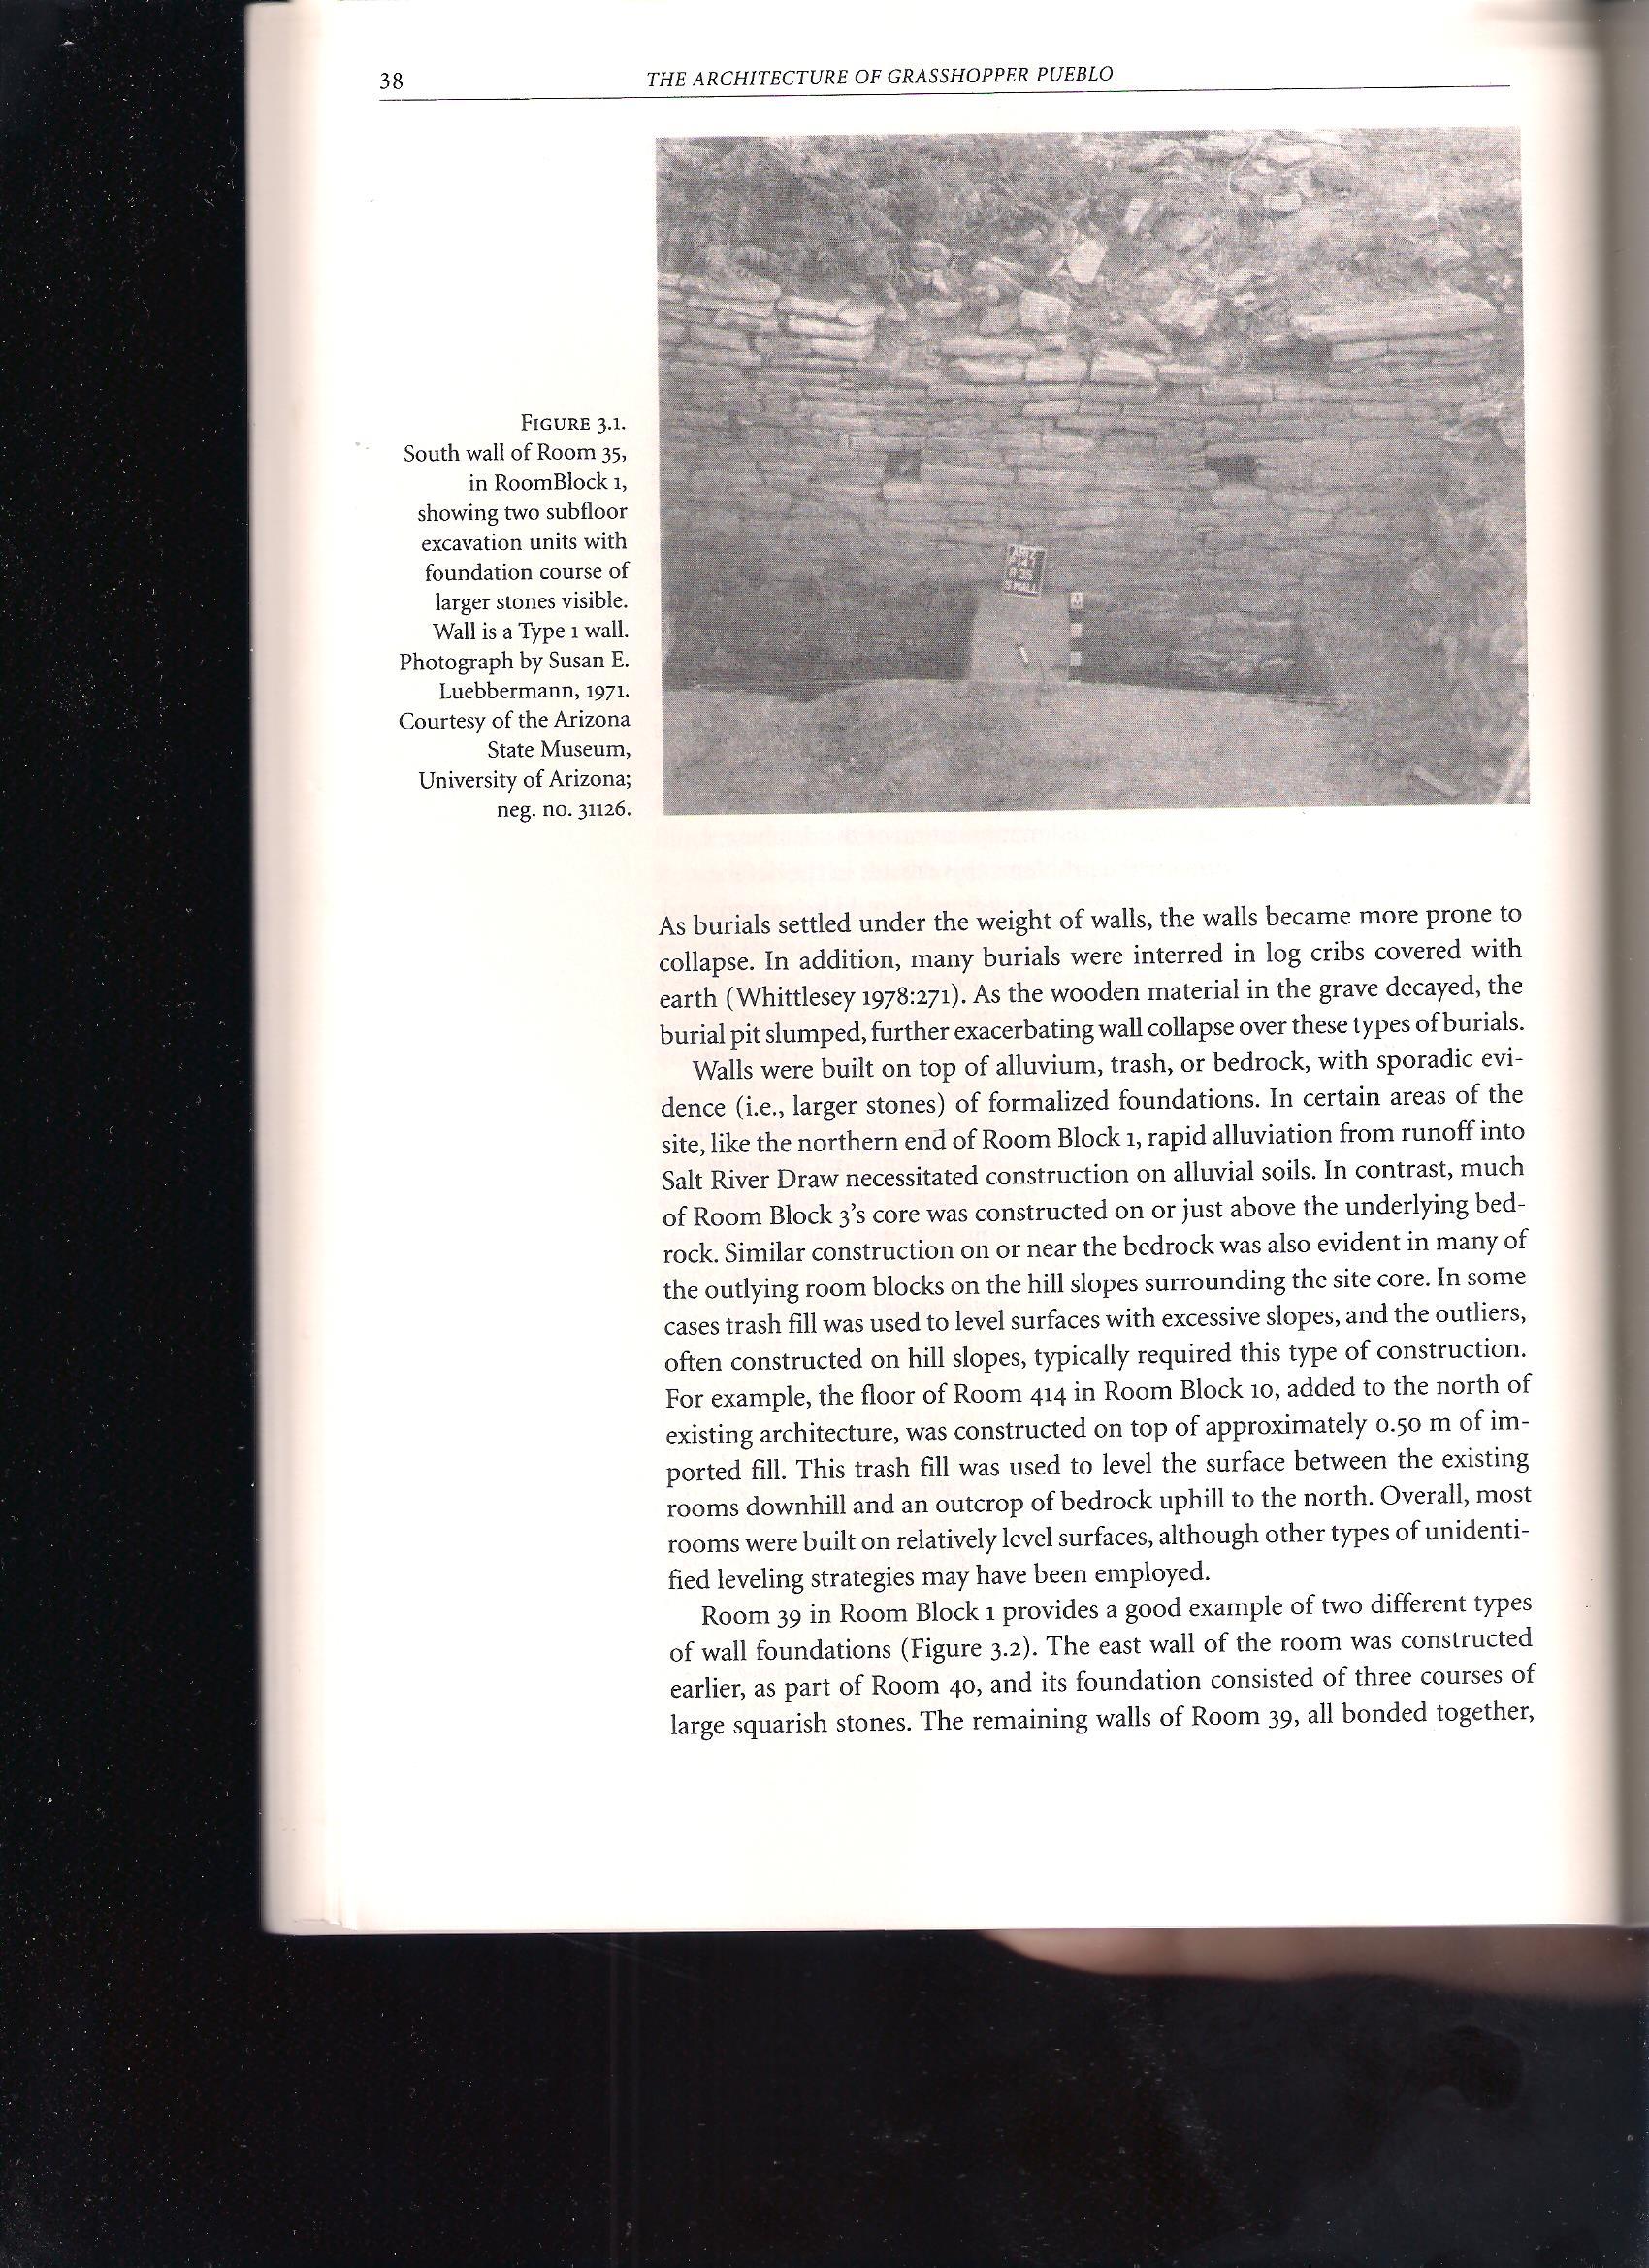 38
THE ARCHITECTURE OF GRASSHOPPER PUEBLO
FIGURE 3.1.
South wall of Room 35,
in RoomBlock 1,
showing two subfloor
excavation units with
foundation course of
larger stones visible.
Wall is a Type 1 wall.
Photograph by Susan E.
Luebbermann, 1971.
Courtesy of the Arizona
State Museum,
University of Arizona;
neg. no. 31126.
As burials settled under the weight of walls, the walls became more prone to
collapse. In addition, many burials were interred in log cribs covered with
earth (Whittlesey 1978:271). As the wooden material in the grave decayed, the
burial pit slumped, further exacerbating wall collapse over these types of burials.
Walls were built on top of alluvium, trash, or bedrock, with sporadic evi-
dence (i.e., larger stones) of formalized foundations. In certain areas of the
site, like the northern end of Room Block 1, rapid alluviation from runoff into
Salt River Draw necessitated construction on alluvial soils. In contrast, much
of Room Block 3's core was constructed on or just above the underlying bed-
rock. Similar construction on or near the bedrock was also evident in many of
the outlying room blocks on the hill slopes surrounding the site core. In some
cases trash fill was used to level surfaces with excessive slopes, and the outliers,
often constructed on hill slopes, typically required this type of construction.
For example, the floor of Room 414 in Room Block 10, added to the north of
existing architecture, was constructed on top of approximately 0.50 m of im-
ported fill. This trash fill was used to level the surface between the existing
rooms downhill and an outcrop of bedrock uphill to the north. Overall, most
rooms were built on relatively level surfaces, although other types of unidenti-
fied leveling strategies may have been employed.
Room 39 in Room Block 1 provides a good example of two different types
of wall foundations (Figure 3.2). The east wall of the room was constructed
earlier, as part of Room 40, and its foundation consisted of three courses of
large squarish stones. The remaining walls of Room 39, all bonded together,